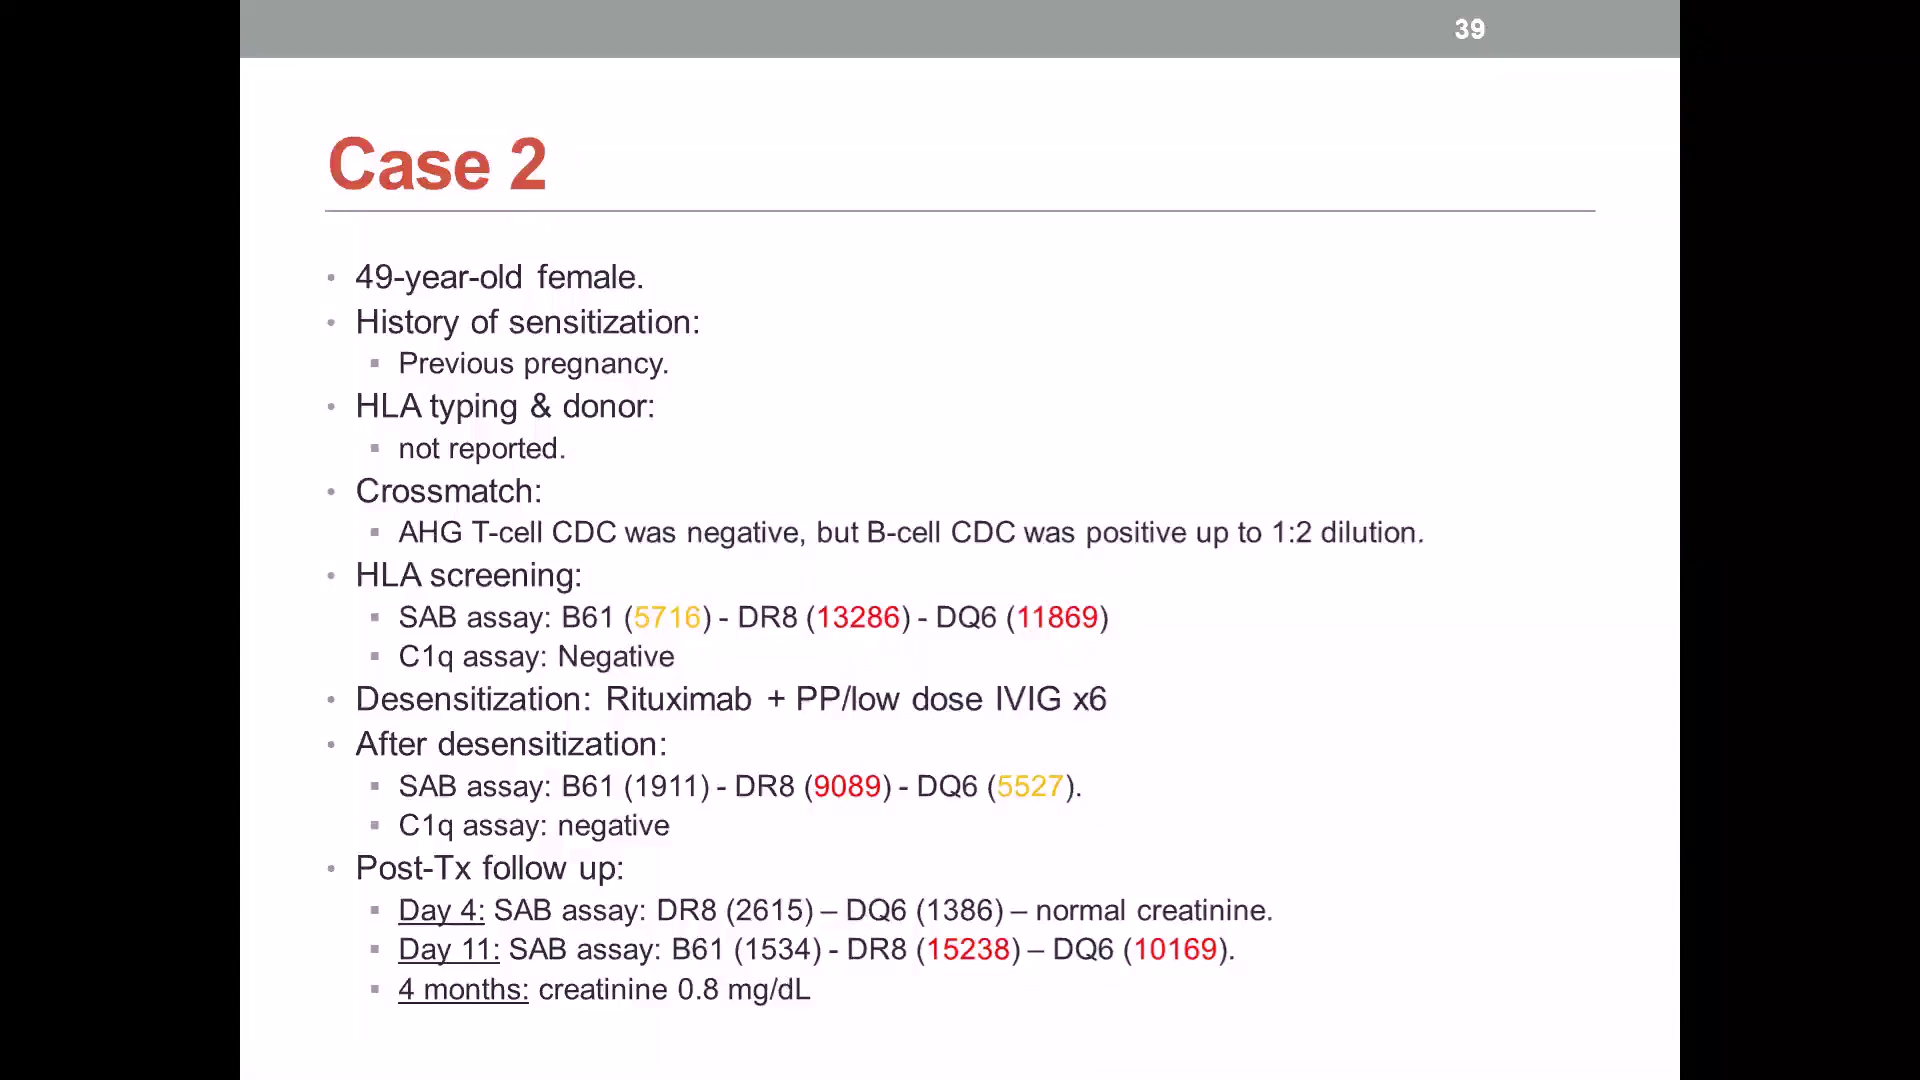 39
Case 2
• 49-year-old female.
• History of sensitization:
▪ Previous pregnancy.
• HLA typing & donor:
▪ not reported.
• Crossmatch:
▪ AHG T-cell CDC was negative, but B-cell CDC was positive up to 1:2 dilution.
• HLA screening:
▪ SAB assay: B61 (5716) - DR8 (13286) - DQ6 (11869)
▪ C1q assay: Negative
• Desensitization: Rituximab + PP/low dose IVIG x6
• After desensitization:
▪ SAB assay: B61 (1911) - DR8 (9089) - DQ6 (5527).
▪ C1q assay: negative
• Post-Tx follow up:
▪ Day 4: SAB assay: DR8 (2615) – DQ6 (1386) – normal creatinine.
▪ Day 11: SAB assay: B61 (1534) - DR8 (15238) – DQ6 (10169).
▪ 4 months: creatinine 0.8 mg/dL